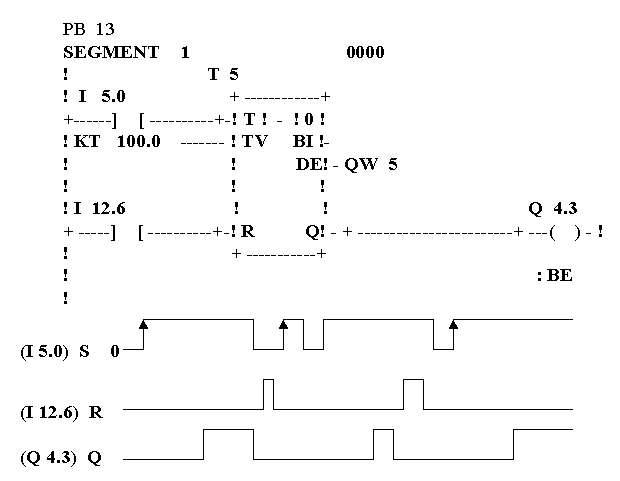 PB 13
SEGMENT 1 0000
! T 5
! I 5.0 + ------------+
+------] [ ----------+-! T ! - ! 0 !
! KT 100.0 ------- ! TV BI !-
! ! DE! - QW 5
! ! !
! I 12.6 ! ! Q 4.3
+ -----] [ ----------+-! R Q! - + ----------------------+ ---( ) - !
! + -----------+
! : BE
!
(I 5.0) S 0
(I 12.6) R
(Q 4.3) Q